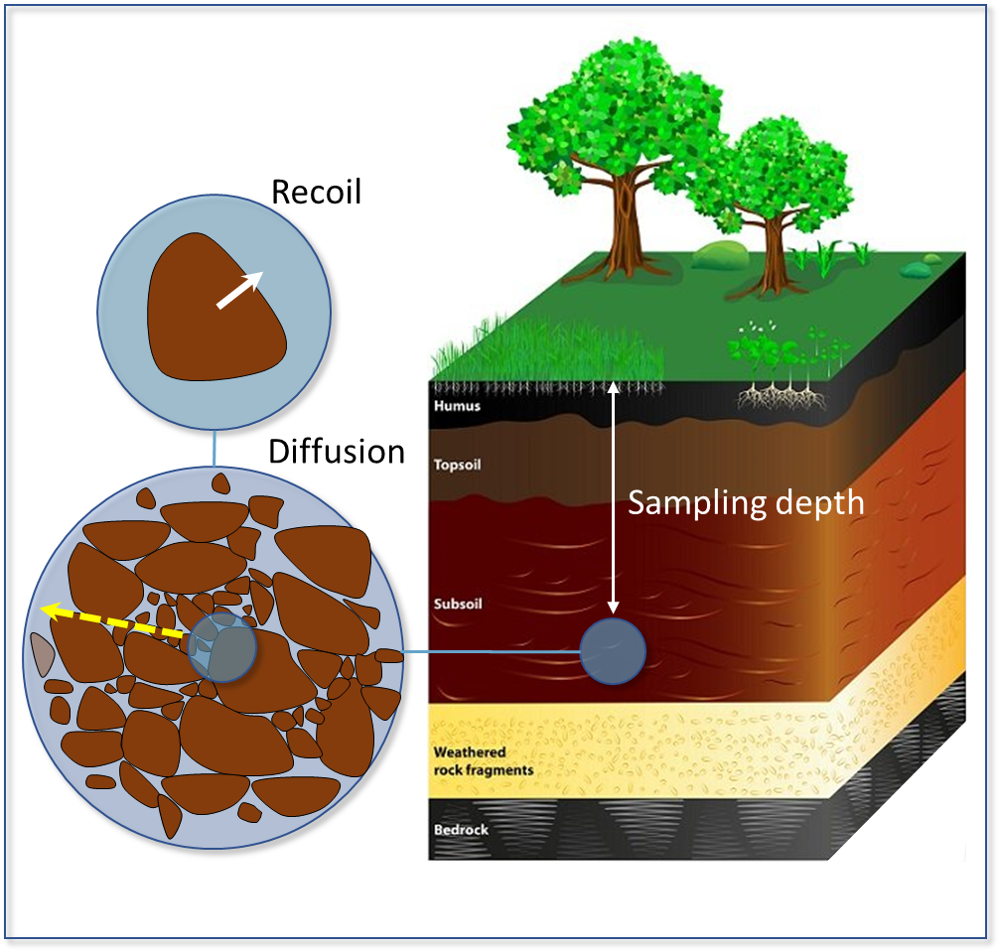 Recoil
Diffusion
Humus
Topsoil
Sampling depth
Subsoil
Weathered
rock fragments
Bedrock